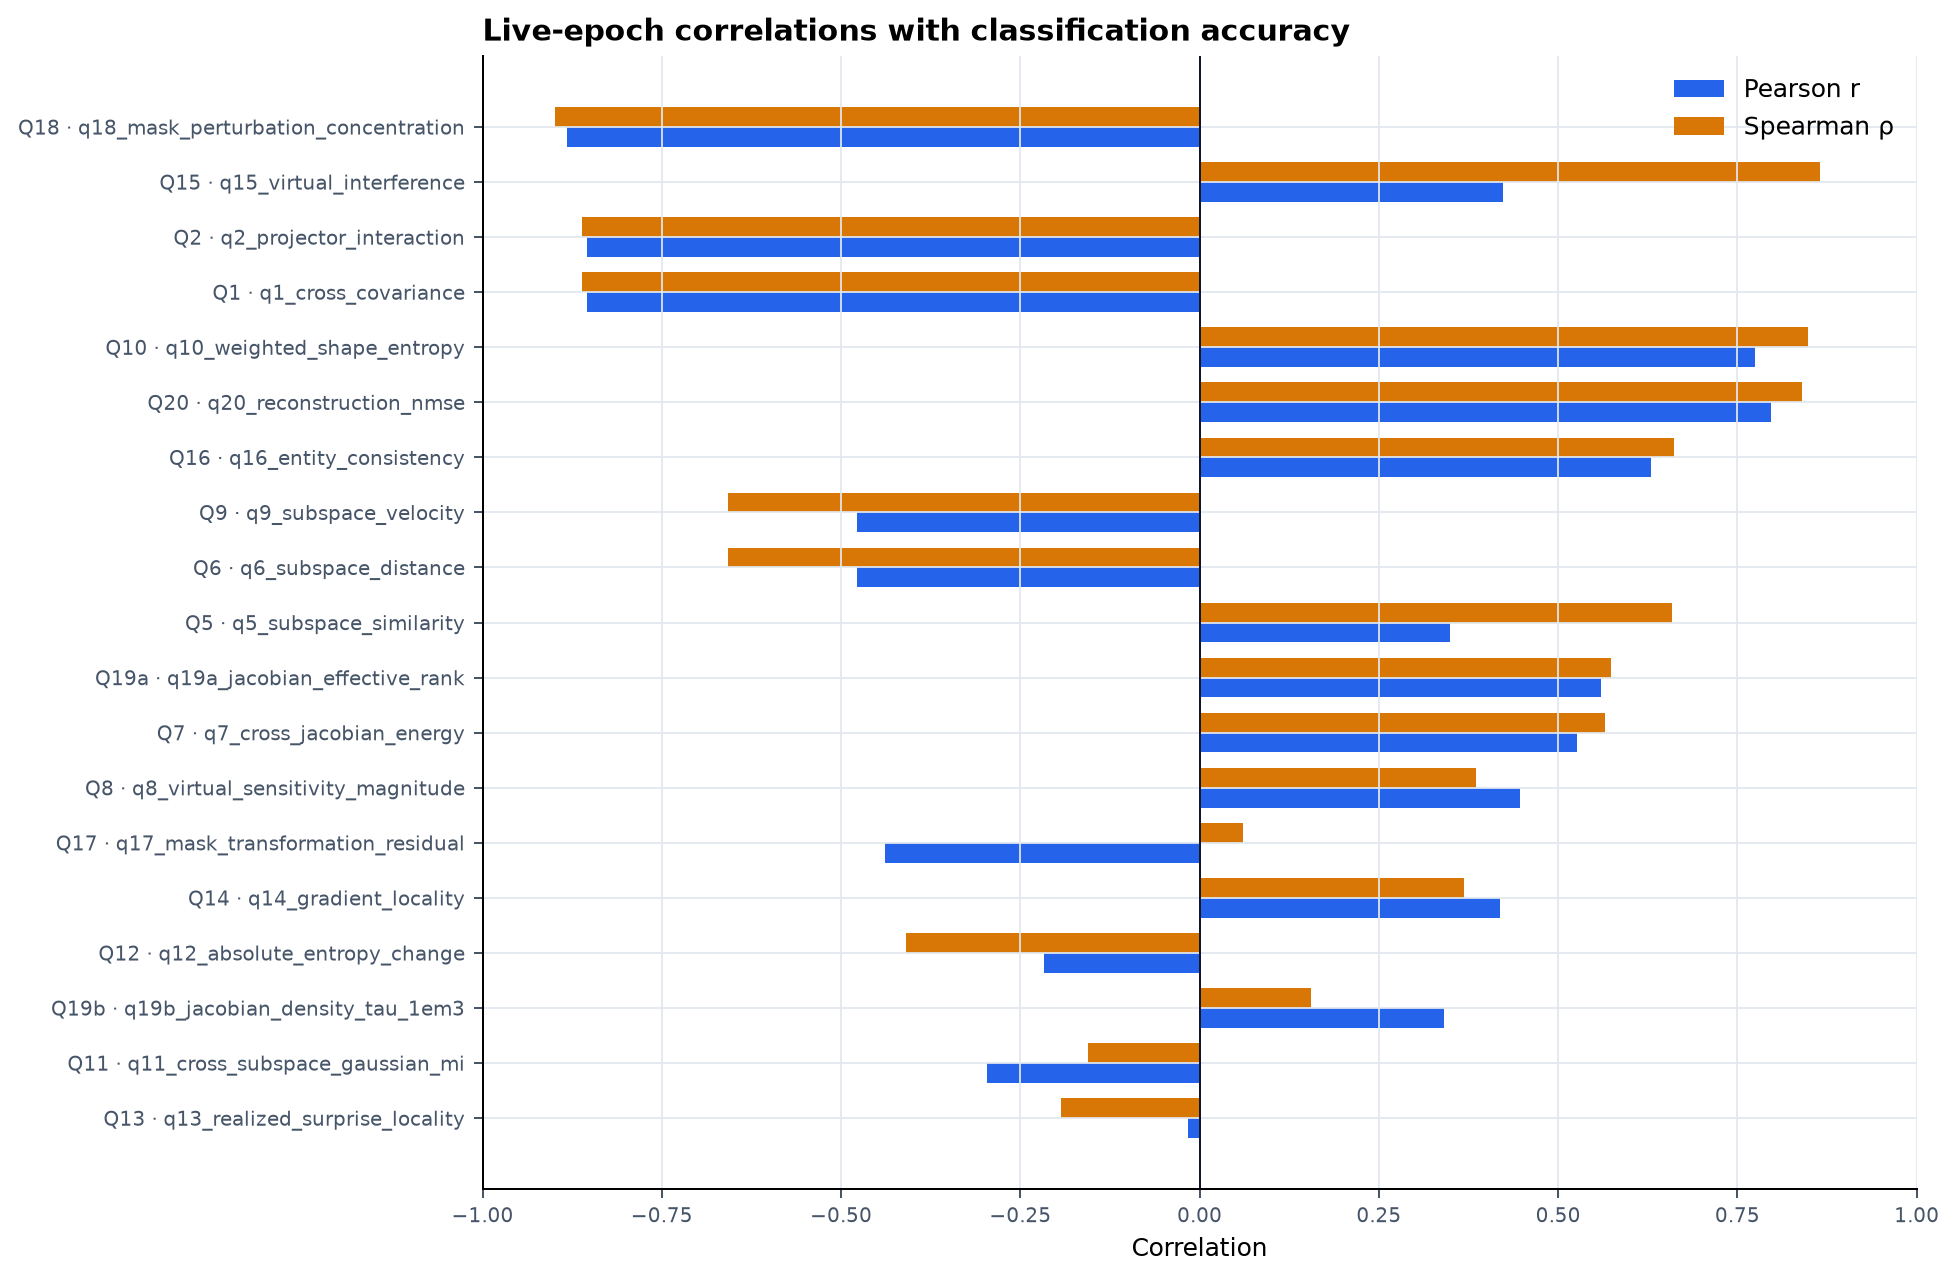 Live-epoch correlations with classification accuracy
Pearson r
Spearman ρ
Q18 · q18_mask_perturbation_concentration
Q15 · q15_virtual_interference
Q2 · q2_projector_interaction
Q1 · q1_cross_covariance
Q10 · q10_weighted_shape_entropy
Q20 · q20_reconstruction_nmse
Q16 · q16_entity_consistency
Q9 · q9_subspace_velocity
Q6 · q6_subspace_distance
Q5 · q5_subspace_similarity
Q19a · q19a_jacobian_effective_rank
Q7 · q7_cross_jacobian_energy
Q8 · q8_virtual_sensitivity_magnitude
Q17 · q17_mask_transformation_residual
Q14 · q14_gradient_locality
Q12 · q12_absolute_entropy_change
Q19b · q19b_jacobian_density_tau_1em3
Q11 · q11_cross_subspace_gaussian_mi
Q13 · q13_realized_surprise_locality
−1.00 −0.75 −0.50 −0.25 0.00 0.25 0.50 0.75 1.00
Correlation